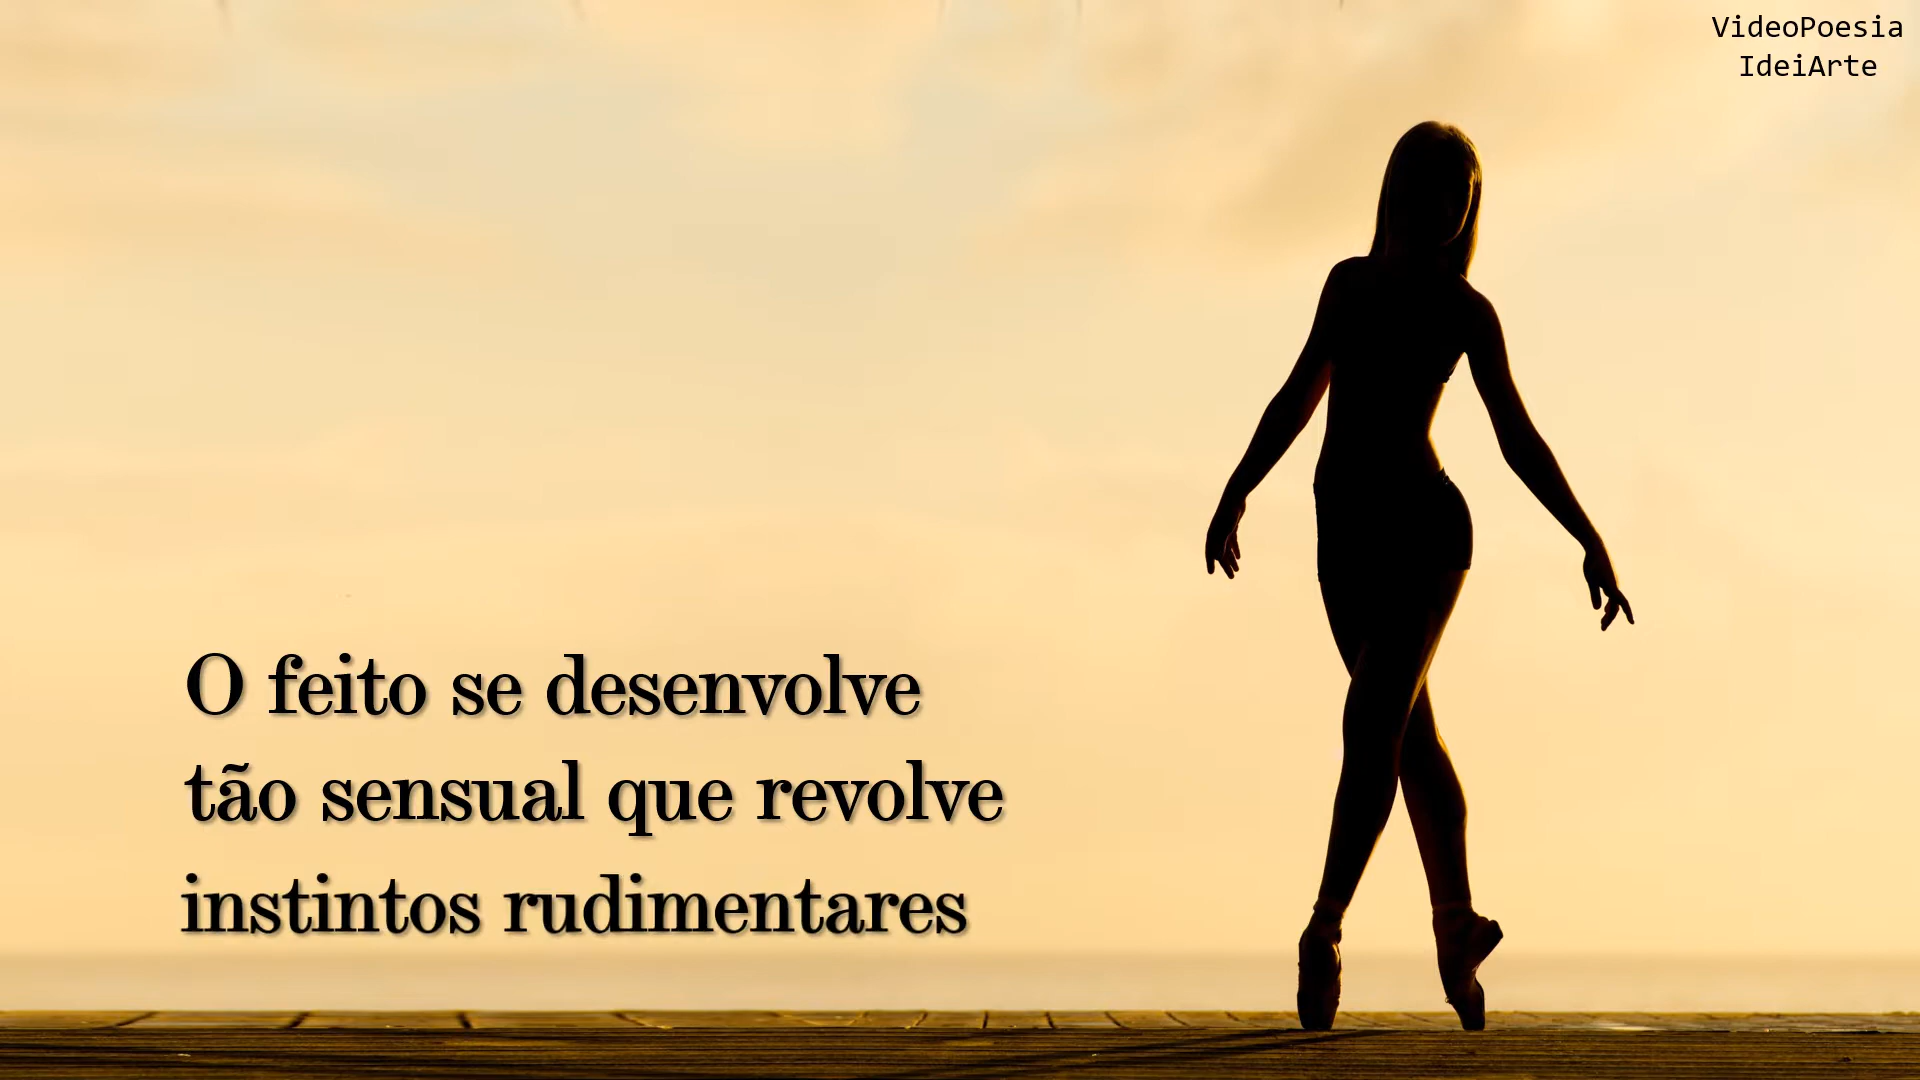 VideoPoesia
IdeiArte
O feito se desenvolve
tão sensual que revolve
instintos rudimentares